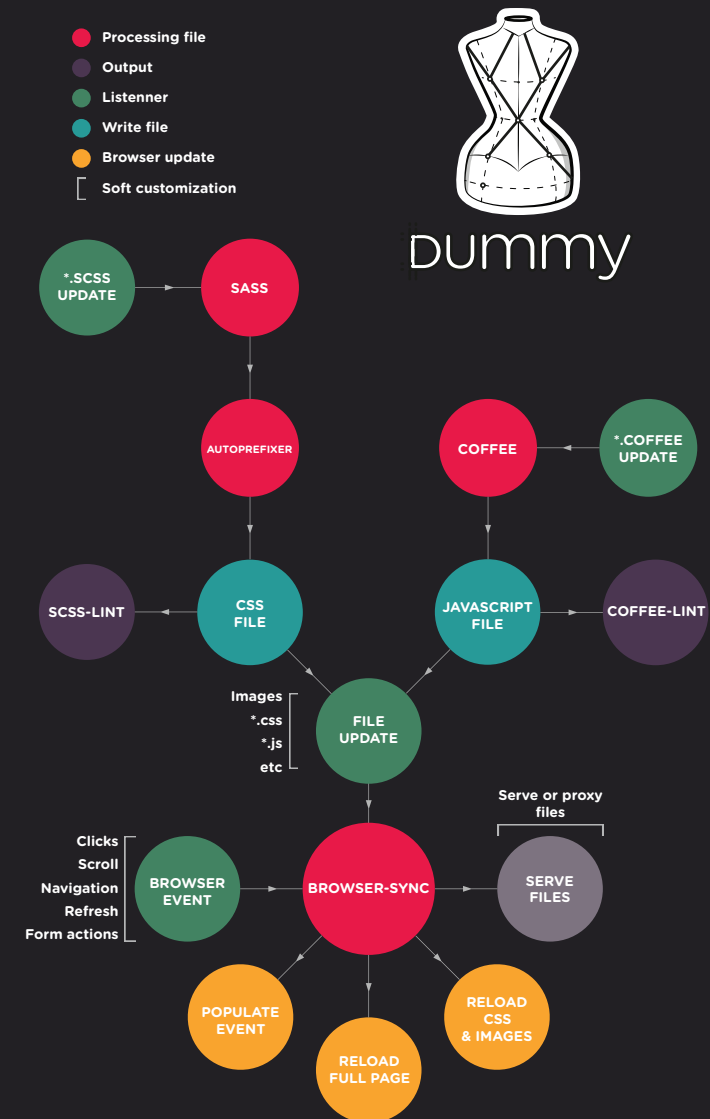 Processing file
Output
Listenner
Write file
Browser update
Soft customization
Dummy
*.SCSS
UPDATE
SASS
AUTOPREFIXER
COFFEE
*.COFFEE
UPDATE
SCSS-LINT
CSS
FILE
JAVASCRIPT
FILE
COFFEE-LINT
Images
*.css
*.js
etc
FILE
UPDATE
Serve or proxy
files
Clicks
Scroll
Navigation
Refresh
Form actions
BROWSER
EVENT
BROWSER-SYNC
SERVE
FILES
POPULATE
EVENT
RELOAD
FULL PAGE
RELOAD
CSS
& IMAGES